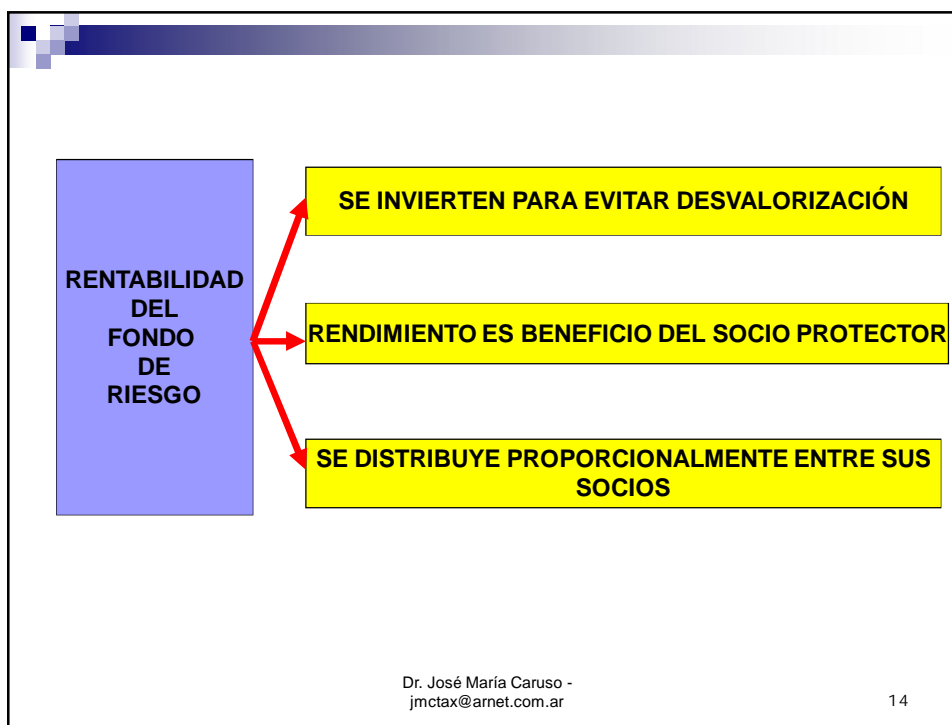 RENTABILIDAD
DEL
FONDO
DE
RIESGO
SE INVIERTEN PARA EVITAR DESVALORIZACIÓN
RENDIMIENTO ES BENEFICIO DEL SOCIO PROTECTOR
SE DISTRIBUYE PROPORCIONALMENTE ENTRE SUS
SOCIOS
Dr. José María Caruso -
jmctax@arnet.com.ar
14